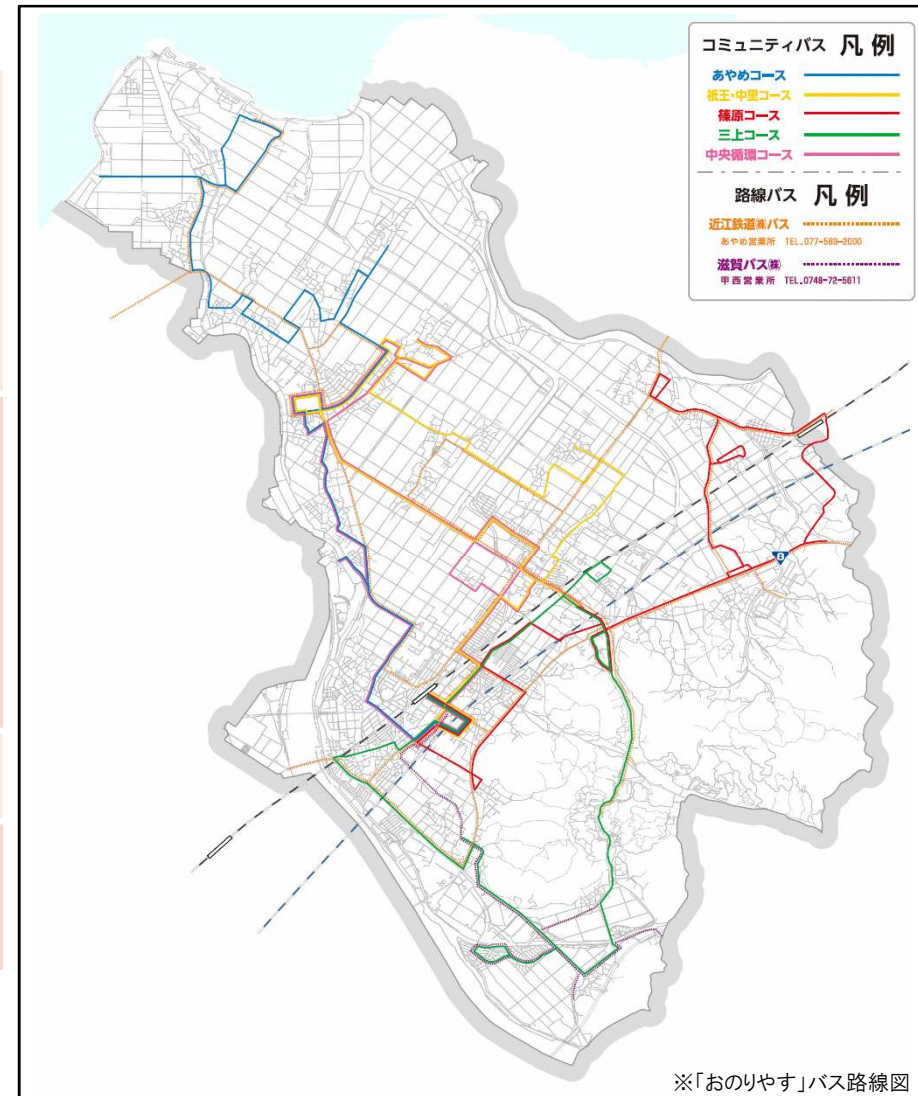 コミュニティバス 凡例
あやめコース
祇王・中里コース
篠原コース
三上コース
中央循環コース
路線バス 凡例
近江鉄道㈱バス
あやめ営業所 TEL.077-589-2000
滋賀バス㈱
甲西営業所 TEL.0748-72-5611
8
※「おのりやす」バス路線図